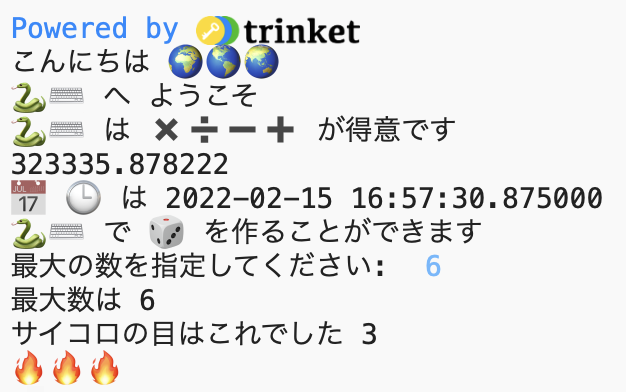 Powered by trinket
こんにちは 🌍🌎🌏
🐍⌨️ へ ようこそ
🐍⌨️ は ✖️➗➖➕ が得意です
323335.878222
📅 🕒 は 2022-02-15 16:57:30.875000
🐍⌨️ で 🎲 を作ることができます
最大の数を指定してください: 6
最大数は 6
サイコロの目はこれでした 3
🔥🔥🔥